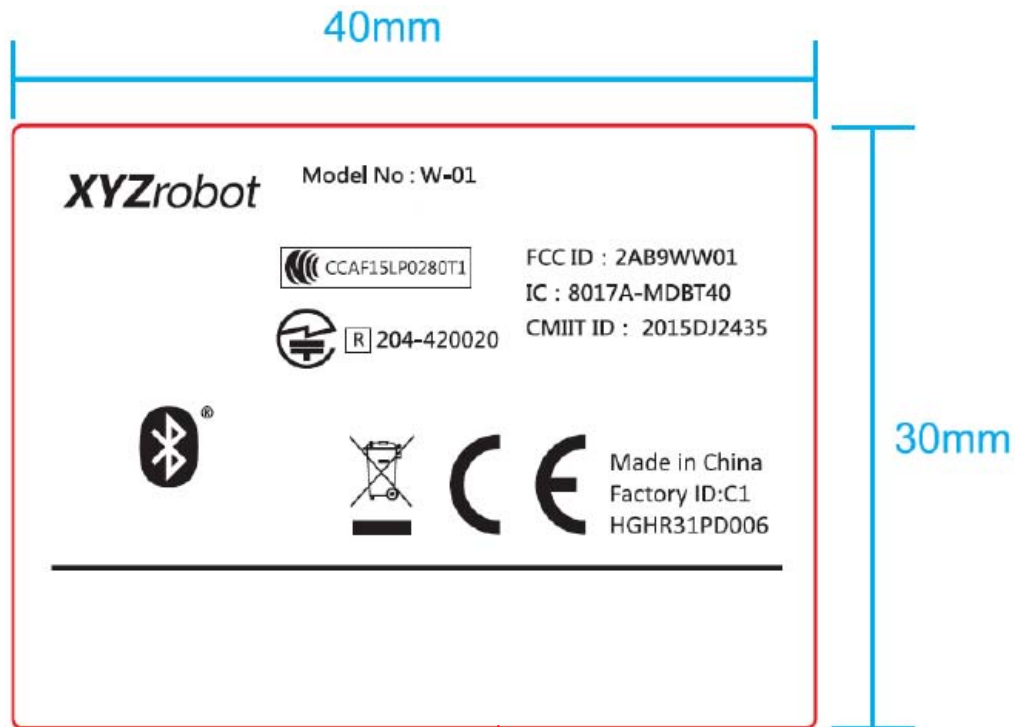 40mm
XYZrobot
Model No : W-01
CCAF15LP0280T1
FCC ID : 2AB9WW01
IC : 8017A-MDBT40
R 204-420020
CMIIT ID : 2015DJ2435
®
CE
Made in China
Factory ID:C1
HGHR31PD006
30mm